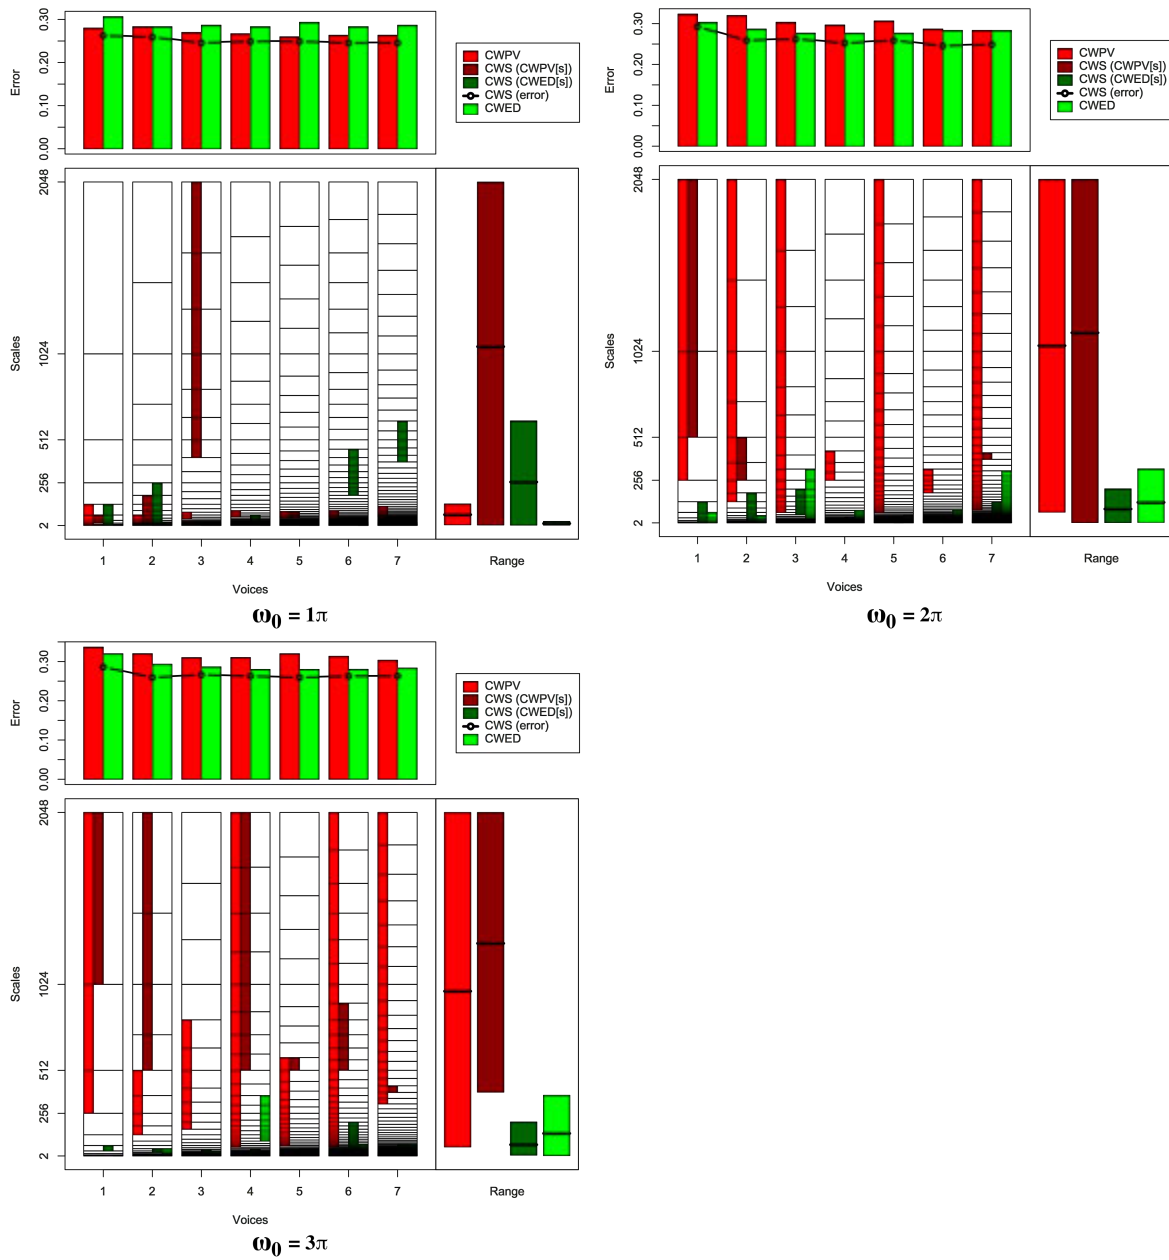 Error
0.00 0.10 0.20 0.30
CWPV
CWS (CWPV[s])
CWS (CWED[s])
CWS (error)
CWED
Scales
2 256 512 1024 2048
1 2 3 4 5 6 7
Range
Voices
ω0 = 1π
Error
0.00 0.10 0.20 0.30
CWPV
CWS (CWPV[s])
CWS (CWED[s])
CWS (error)
CWED
Scales
2 256 512 1024 2048
1 2 3 4 5 6 7
Range
Voices
ω0 = 2π
Error
0.00 0.10 0.20 0.30
CWPV
CWS (CWPV[s])
CWS (CWED[s])
CWS (error)
CWED
Scales
2 256 512 1024 2048
1 2 3 4 5 6 7
Range
Voices
ω0 = 3π